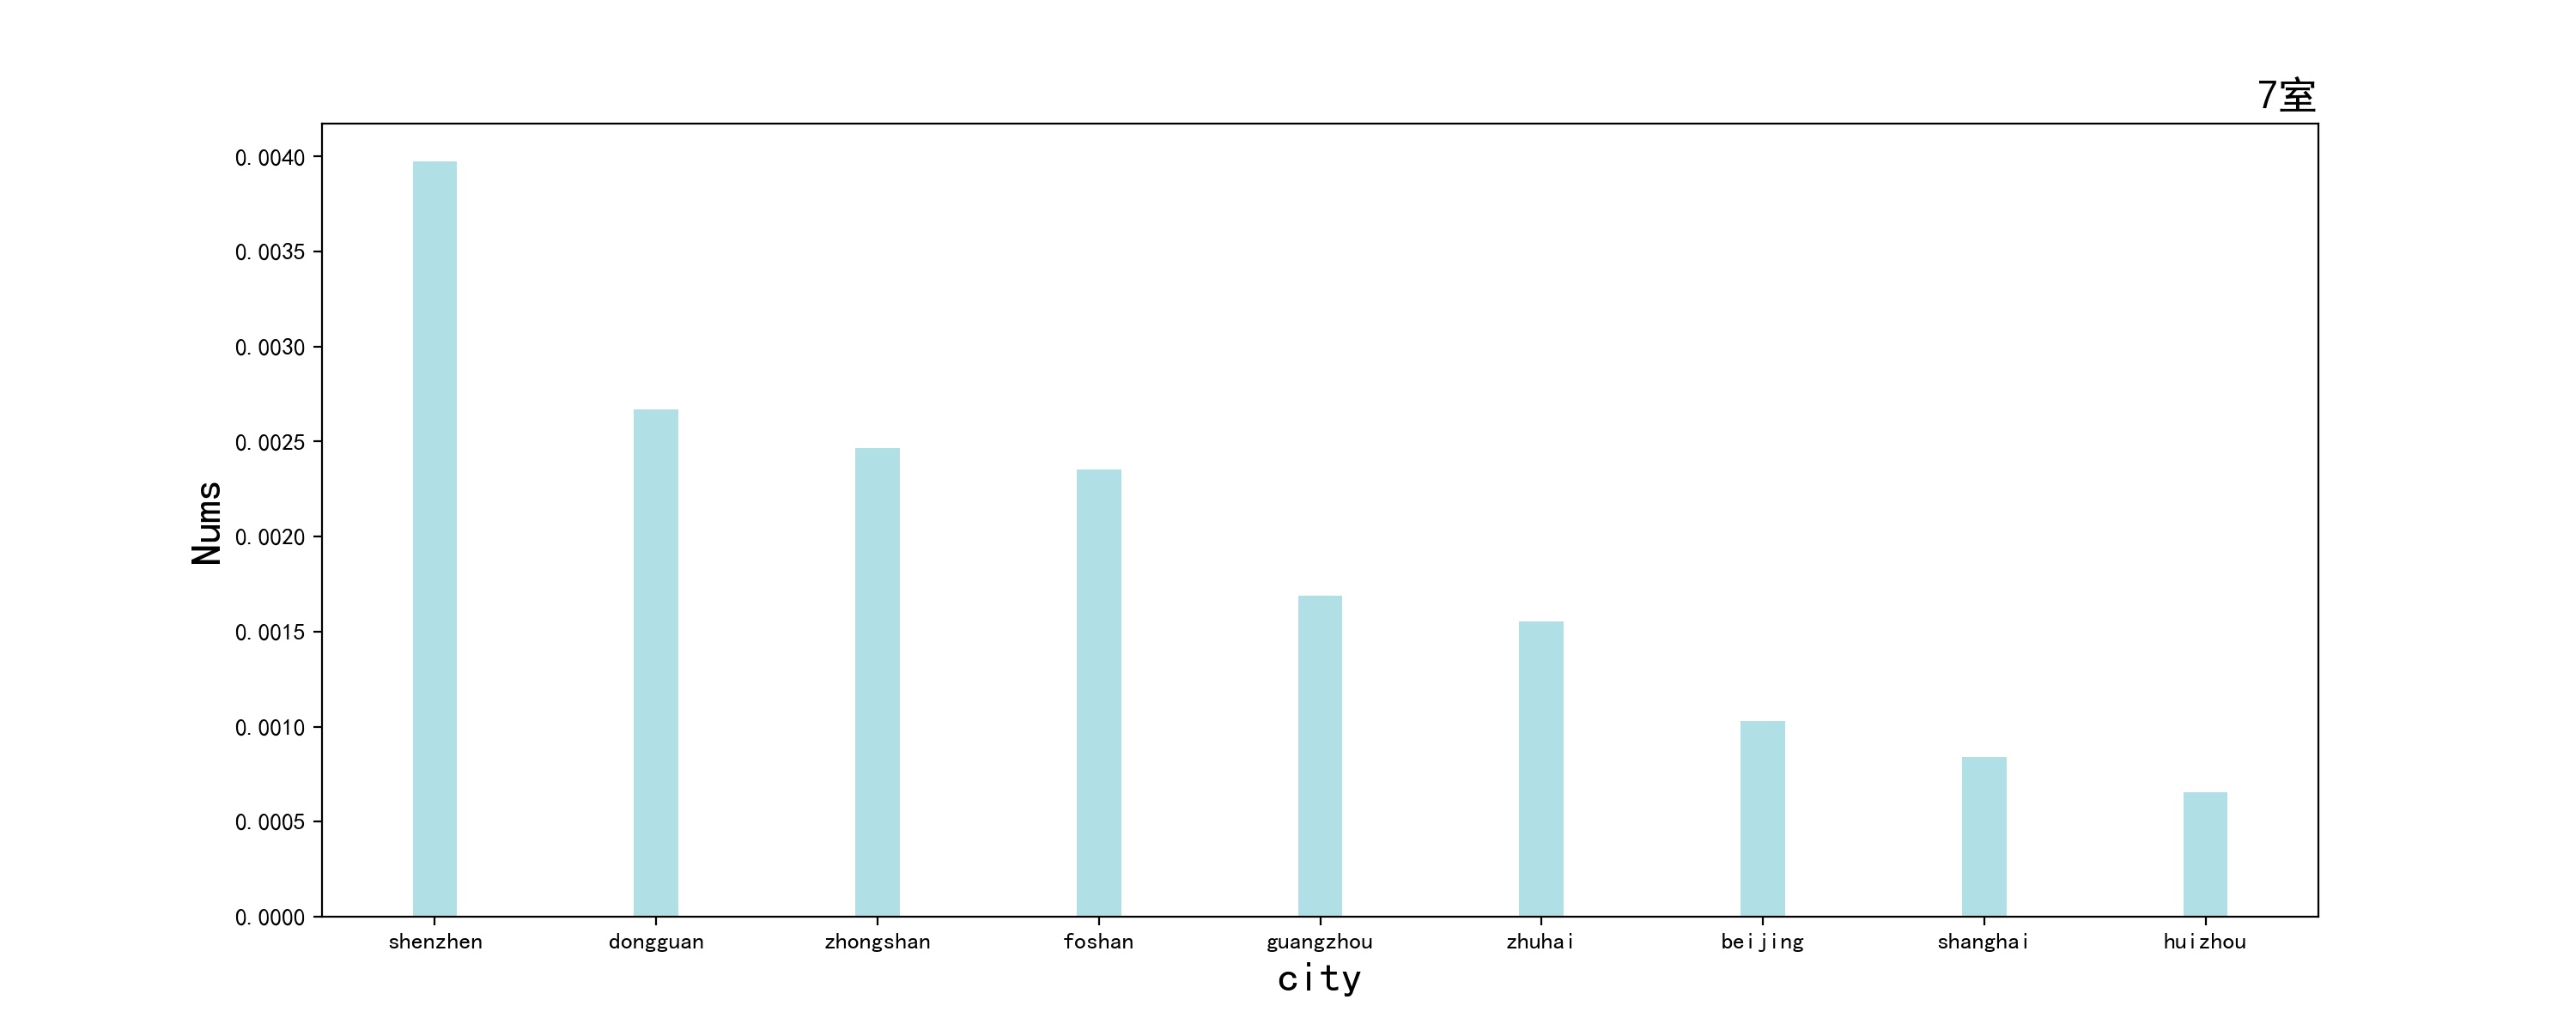 7室
0.0040
0.0035
0.0030
0.0025
0.0020
0.0015
0.0010
0.0005
0.0000
Nums
shenzhen dongguan zhongshan foshan guangzhou zhuhai beijing shanghai huizhou
city